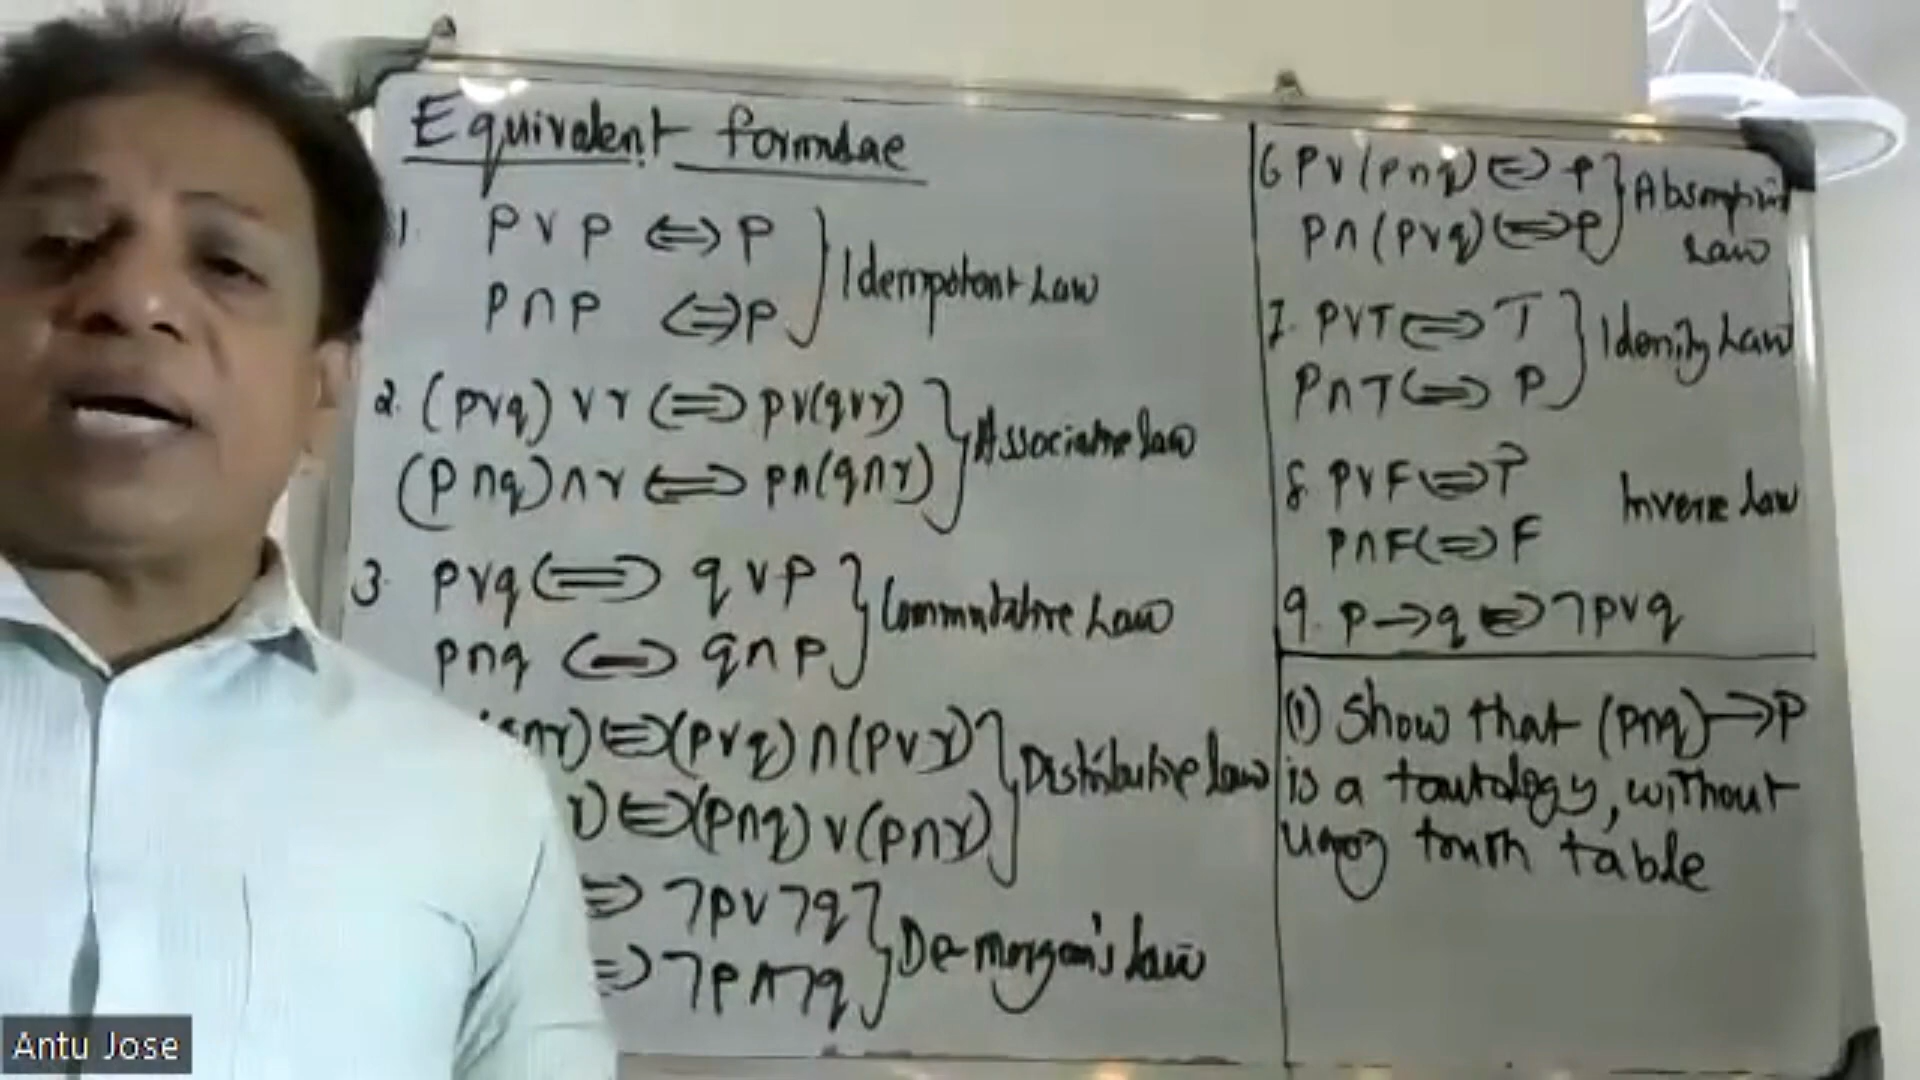 Equivalent formulae
1. p ∨ p ⇔ p
p ∩ p ⇔ p
Idempotent Law
2. (p∨q) ∨ r ⇔ p∨(q∨r)
(p∩q)∩r ⇔ p∩(q∩r)
Associative law
3. p∨q ⇔ q∨p
p∩q ⇔ q∩p
Commutative Law
∩r) ⇔ (p∨q)∩(p∨r)
r) ⇔ (p∩q)∨(p∩r)
Distributive law
⇒ ¬p∨¬q
⇒ ¬p∩¬q
De-morgan's law
6 p∨(p∩q) ⇔ p
p∩(p∨q) ⇔ p
Absorption Law
7. p∨T ⇔ T
p∩T ⇔ p
Identity Law
8. p∨F ⇔ P
p∩F ⇔ F
Inverse Law
9. p→q ⇔ ¬p∨q
(1) Show that (p∩q)→p
is a tautology, without
using truth table
Antu Jose